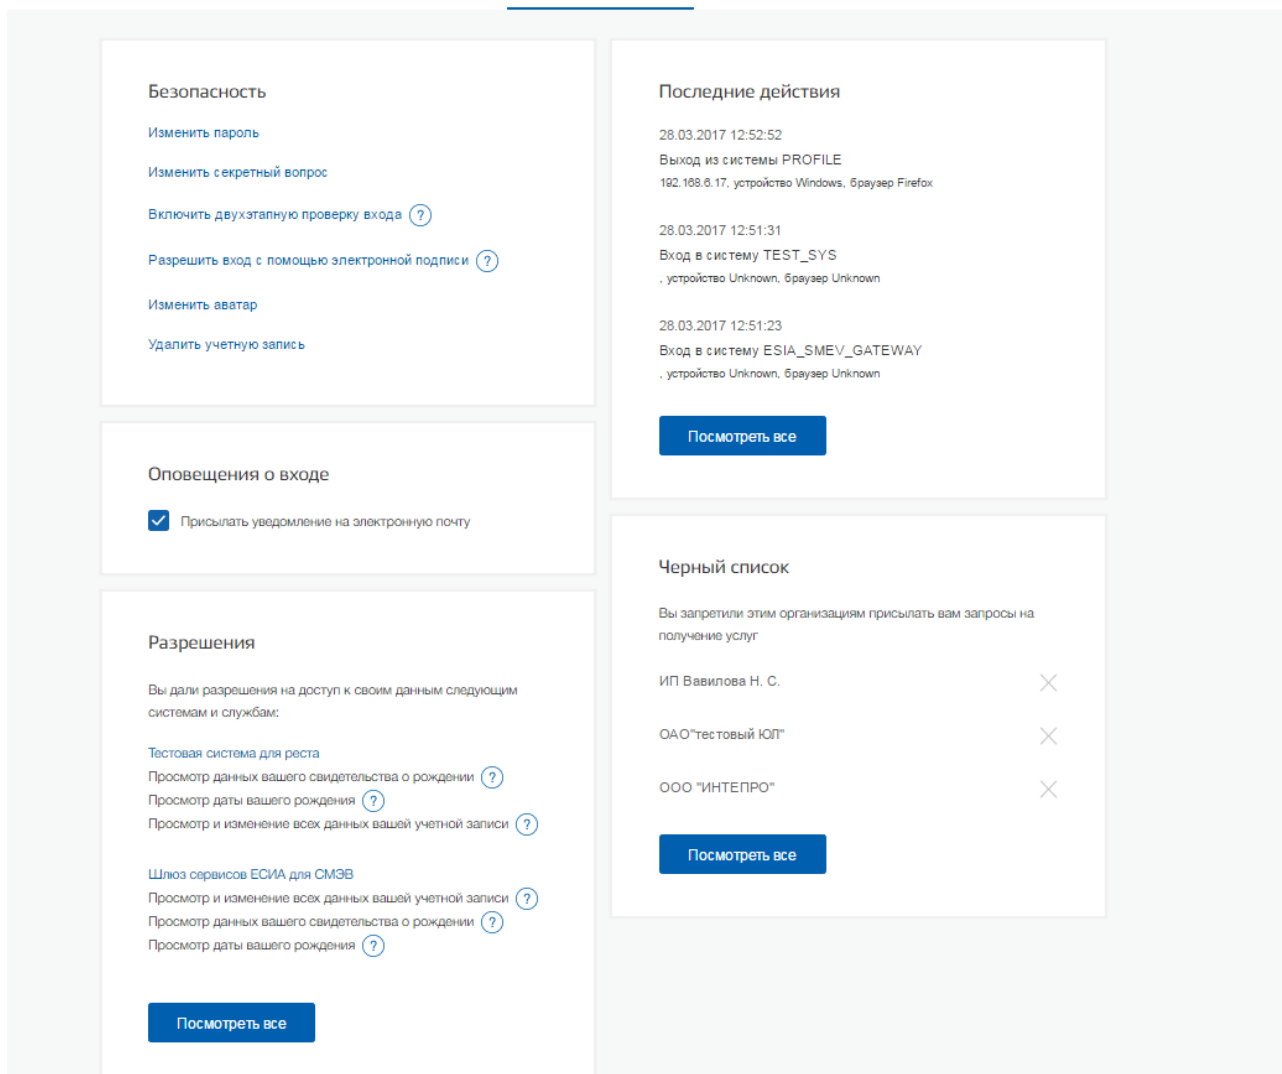 Безопасность
Изменить пароль
Изменить секретный вопрос
Включить двухэтапную проверку входа ?
Разрешить вход с помощью электронной подписи ?
Изменить аватар
Удалить учетную запись
Оповещения о входе
Присылать уведомление на электронную почту
Разрешения
Вы дали разрешения на доступ к своим данным следующим
системам и службам:
Тестовая система для реста
Просмотр данных вашего свидетельства о рождении ?
Просмотр даты вашего рождения ?
Просмотр и изменение всех данных вашей учетной записи ?
Шлюз сервисов ЕСИА для СМЭВ
Просмотр и изменение всех данных вашей учетной записи ?
Просмотр данных вашего свидетельства о рождении ?
Просмотр даты вашего рождения ?
Посмотреть все
Последние действия
28.03.2017 12:52:52
Выход из системы PROFILE
192.168.6.17, устройство Windows, браузер Firefox
28.03.2017 12:51:31
Вход в систему TEST_SYS
, устройство Unknown, браузер Unknown
28.03.2017 12:51:23
Вход в систему ESIA_SMEV_GATEWAY
, устройство Unknown, браузер Unknown
Посмотреть все
Черный список
Вы запретили этим организациям присылать вам запросы на
получение услуг
ИП Вавилова Н. С.
ОАО"тестовый ЮЛ"
ООО "ИНТЕПРО"
Посмотреть все